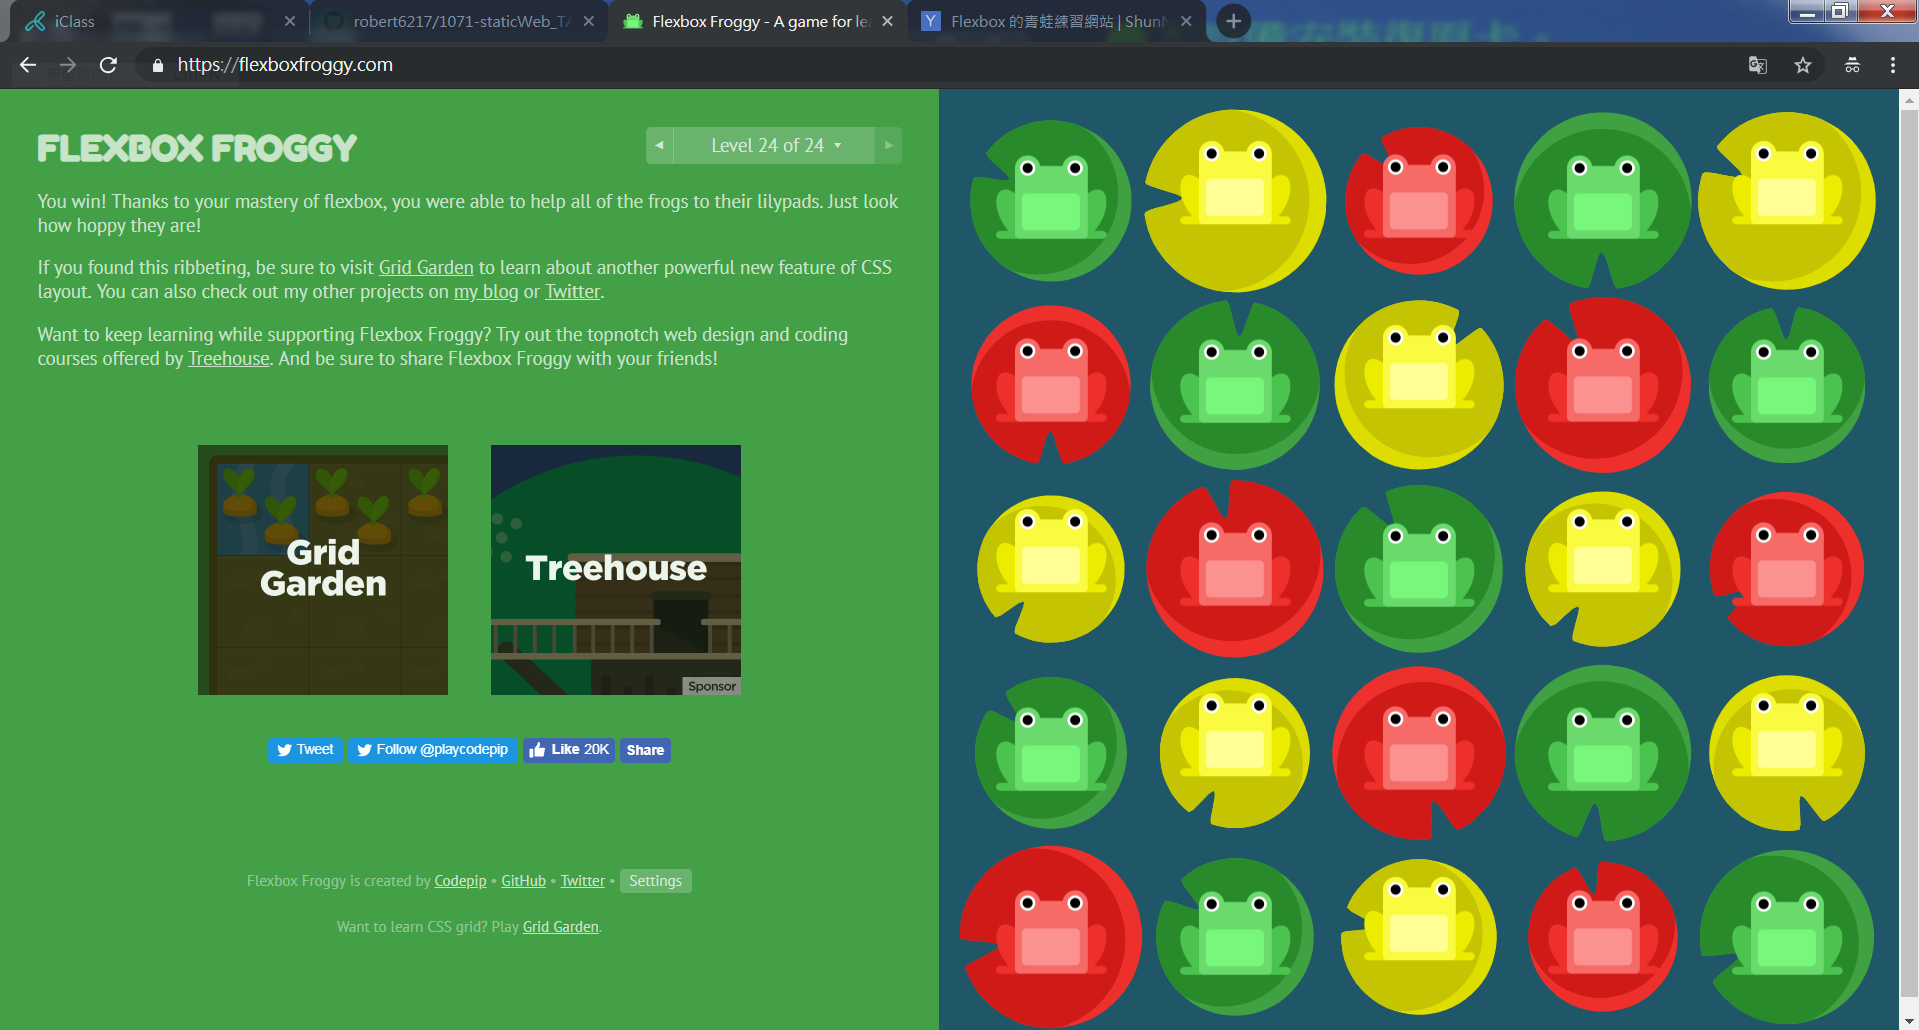 iClass
robert6217/1071-staticWeb_TA
Flexbox Froggy - A game for lea
Flexbox 的青蛙練習網站 | ShunN
https://flexboxfroggy.com
FLEXBOX FROGGY
Level 24 of 24
You win! Thanks to your mastery of flexbox, you were able to help all of the frogs to their lilypads. Just look
how hoppy they are!
If you found this ribbeting, be sure to visit Grid Garden to learn about another powerful new feature of CSS
layout. You can also check out my other projects on my blog or Twitter.
Want to keep learning while supporting Flexbox Froggy? Try out the topnotch web design and coding
courses offered by Treehouse. And be sure to share Flexbox Froggy with your friends!
Grid
Garden
Treehouse
Sponsor
Tweet
Follow @playcodepip
Like 20K
Share
Flexbox Froggy is created by Codepip • GitHub • Twitter • Settings
Want to learn CSS grid? Play Grid Garden.